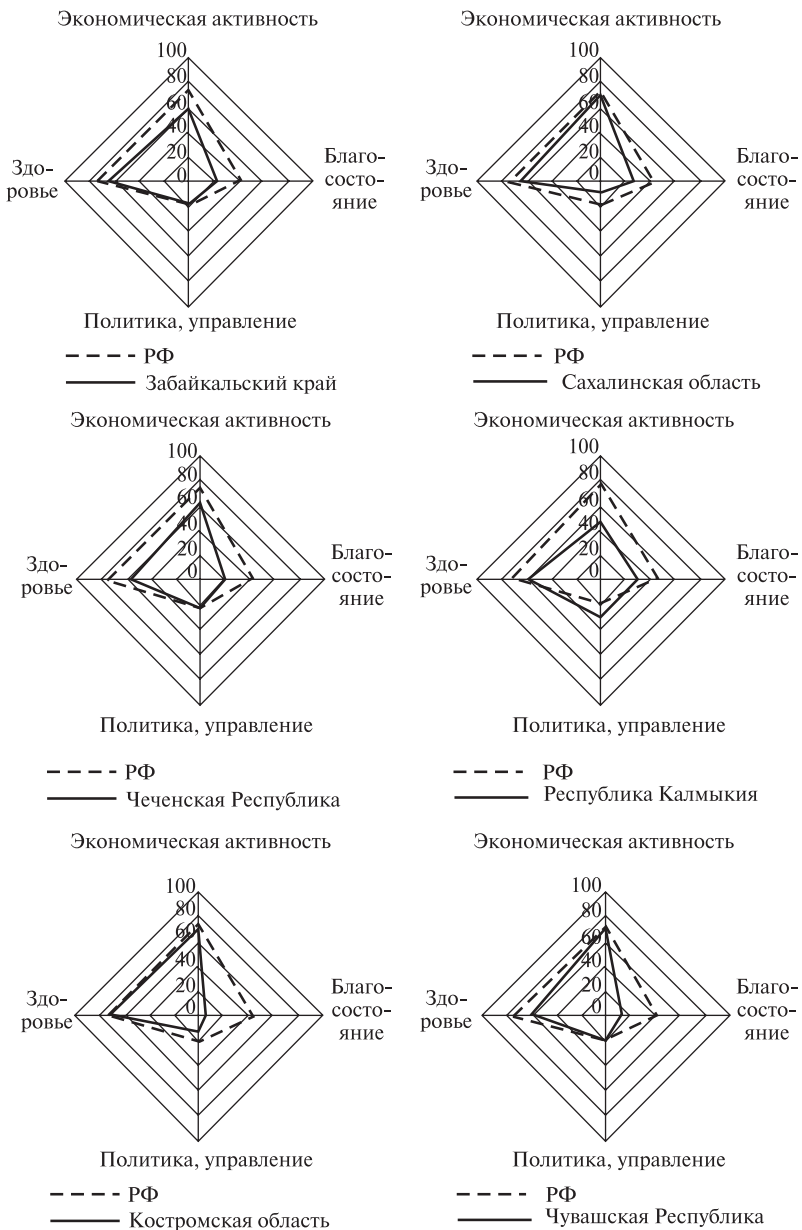 Экономическая активность
100
80
60
40
20
0
Здо-
ровье
Благо-
состо-
яние
Политика, управление
РФ
Забайкальский край
Экономическая активность
100
80
60
40
20
0
Здо-
ровье
Благо-
состо-
яние
Политика, управление
РФ
Сахалинская область
Экономическая активность
100
80
60
40
20
0
Здо-
ровье
Благо-
состо-
яние
Политика, управление
РФ
Чеченская Республика
Экономическая активность
100
80
60
40
20
0
Здо-
ровье
Благо-
состо-
яние
Политика, управление
РФ
Республика Калмыкия
Экономическая активность
100
80
60
40
20
0
Здо-
ровье
Благо-
состо-
яние
Политика, управление
РФ
Костромская область
Экономическая активность
100
80
60
40
20
0
Здо-
ровье
Благо-
состо-
яние
Политика, управление
РФ
Чувашская Республика